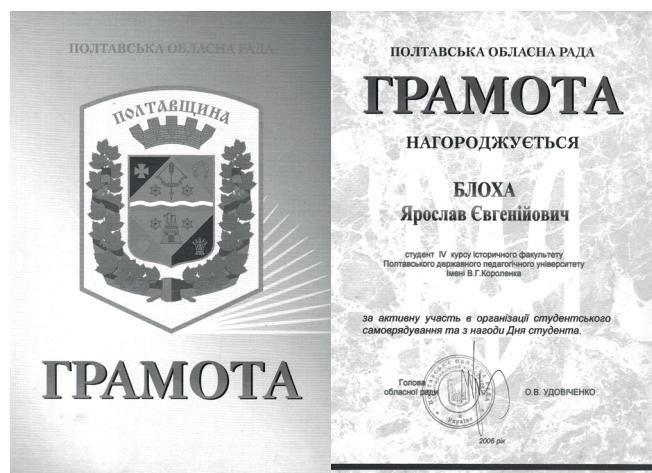 ПОЛТАВСЬКА ОБЛАСНА РАДА
ПОЛТАВЩИНА
ГРАМОТА
ПОЛТАВСЬКА ОБЛАСНА РАДА
ГРАМОТА
НАГОРОДЖУЄТЬСЯ
БЛОХА
Ярослав Євгенійович
студент IV курсу історичного факультету
Полтавського державного педагогічного університету
Імені В.Г.Короленка
за активну участь в організації студентського
самоврядування та з нагоди Дня студента.
Голова
обласної ради
О.В. УДОВІЧЕНКО
Україна
2006 рік